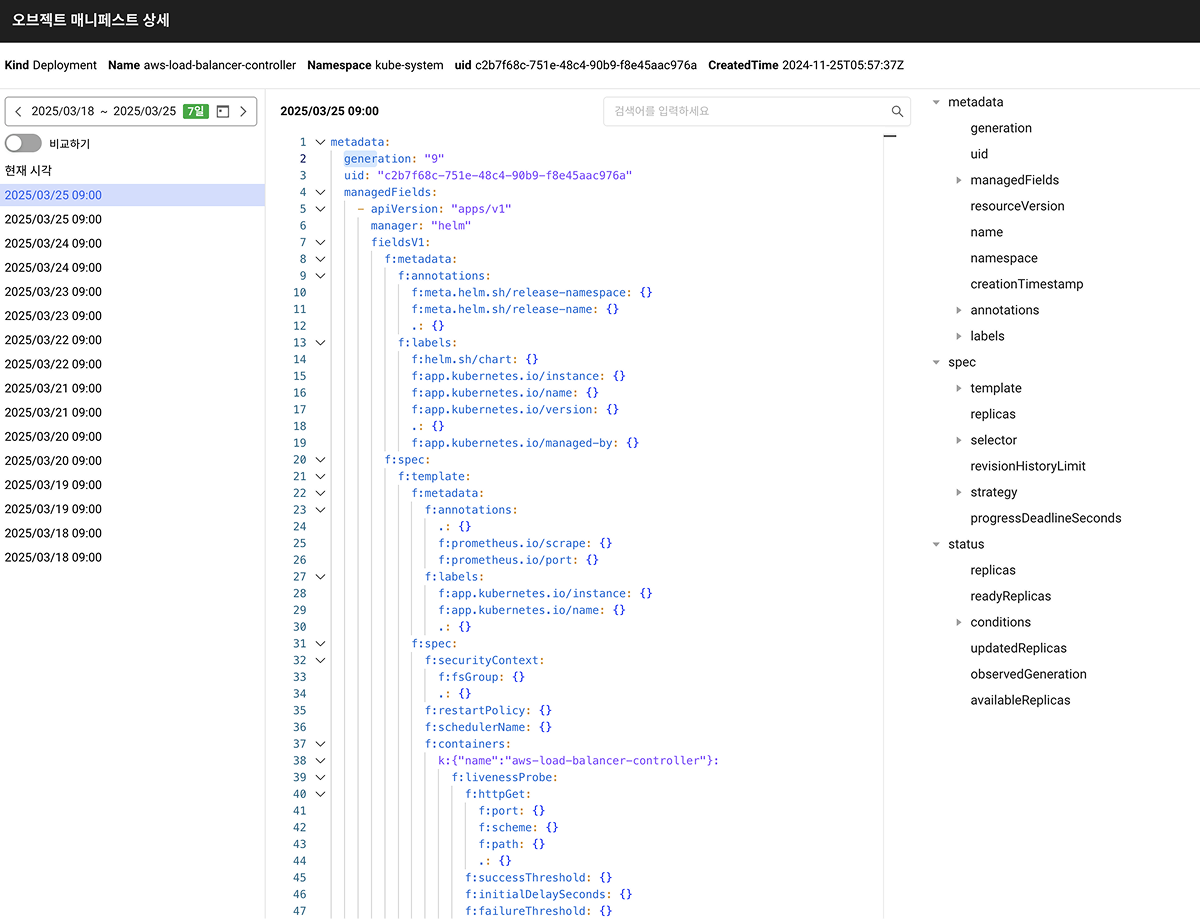 오브젝트 매니페스트 상세
Kind Deployment Name aws-load-balancer-controller Namespace kube-system uid c2b7f68c-751e-48c4-90b9-f8e45aac976a CreatedTime 2024-11-25T05:57:37Z
2025/03/18 ~ 2025/03/25 7일
비교하기
현재 시각
2025/03/25 09:00
2025/03/25 09:00
2025/03/24 09:00
2025/03/24 09:00
2025/03/23 09:00
2025/03/23 09:00
2025/03/22 09:00
2025/03/22 09:00
2025/03/21 09:00
2025/03/21 09:00
2025/03/20 09:00
2025/03/20 09:00
2025/03/19 09:00
2025/03/19 09:00
2025/03/18 09:00
2025/03/18 09:00
2025/03/25 09:00
검색어를 입력하세요
1 metadata:
2 generation: "9"
3 uid: "c2b7f68c-751e-48c4-90b9-f8e45aac976a"
4 managedFields:
5 - apiVersion: "apps/v1"
6 manager: "helm"
7 fieldsV1:
8 f:metadata:
9 f:annotations:
10 f:meta.helm.sh/release-namespace: {}
11 f:meta.helm.sh/release-name: {}
12 .: {}
13 f:labels:
14 f:helm.sh/chart: {}
15 f:app.kubernetes.io/instance: {}
16 f:app.kubernetes.io/name: {}
17 f:app.kubernetes.io/version: {}
18 .: {}
19 f:app.kubernetes.io/managed-by: {}
20 f:spec:
21 f:template:
22 f:metadata:
23 f:annotations:
24 .: {}
25 f:prometheus.io/scrape: {}
26 f:prometheus.io/port: {}
27 f:labels:
28 f:app.kubernetes.io/instance: {}
29 f:app.kubernetes.io/name: {}
30 .: {}
31 f:spec:
32 f:securityContext:
33 f:fsGroup: {}
34 .: {}
35 f:restartPolicy: {}
36 f:schedulerName: {}
37 f:containers:
38 k:{"name":"aws-load-balancer-controller"}:
39 f:livenessProbe:
40 f:httpGet:
41 f:port: {}
42 f:scheme: {}
43 f:path: {}
44 .: {}
45 f:successThreshold: {}
46 f:initialDelaySeconds: {}
47 f:failureThreshold: {}
metadata
generation
uid
managedFields
resourceVersion
name
namespace
creationTimestamp
annotations
labels
spec
template
replicas
selector
revisionHistoryLimit
strategy
progressDeadlineSeconds
status
replicas
readyReplicas
conditions
updatedReplicas
observedGeneration
availableReplicas